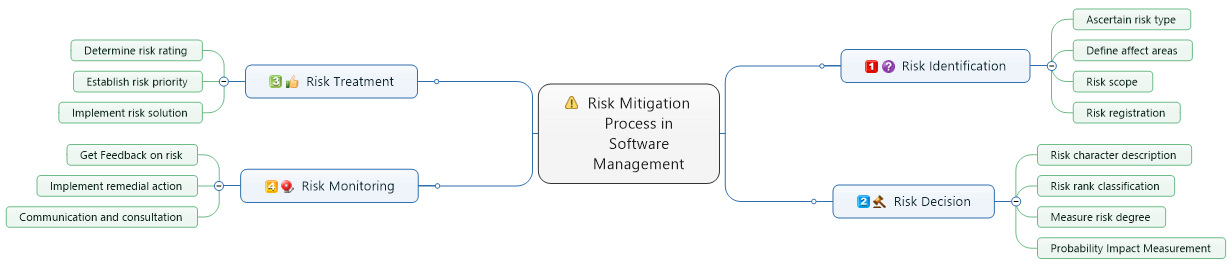 Risk Mitigation
Process in
Software
Management
1 ? Risk Identification
Ascertain risk type
Define affect areas
Risk scope
Risk registration
2 Risk Decision
Risk character description
Risk rank classification
Measure risk degree
Probability Impact Measurement
3 Risk Treatment
Determine risk rating
Establish risk priority
Implement risk solution
4 Risk Monitoring
Get Feedback on risk
Implement remedial action
Communication and consultation